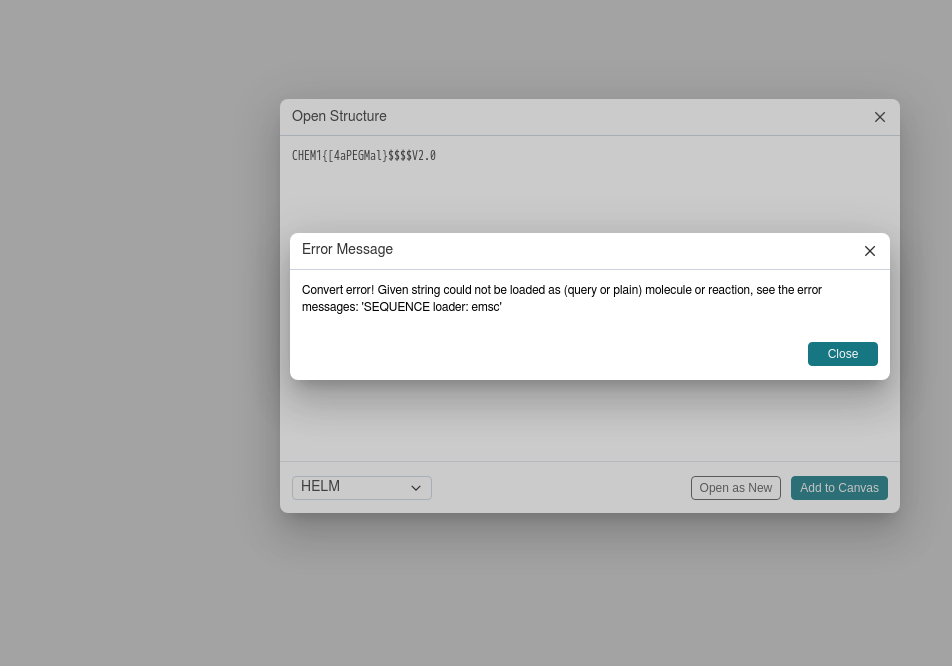 Open Structure
CHEM1{[4aPEGMal}$$$$V2.0
Error Message
Convert error! Given string could not be loaded as (query or plain) molecule or reaction, see the error
messages: 'SEQUENCE loader: emsc'
Close
HELM
Open as New
Add to Canvas